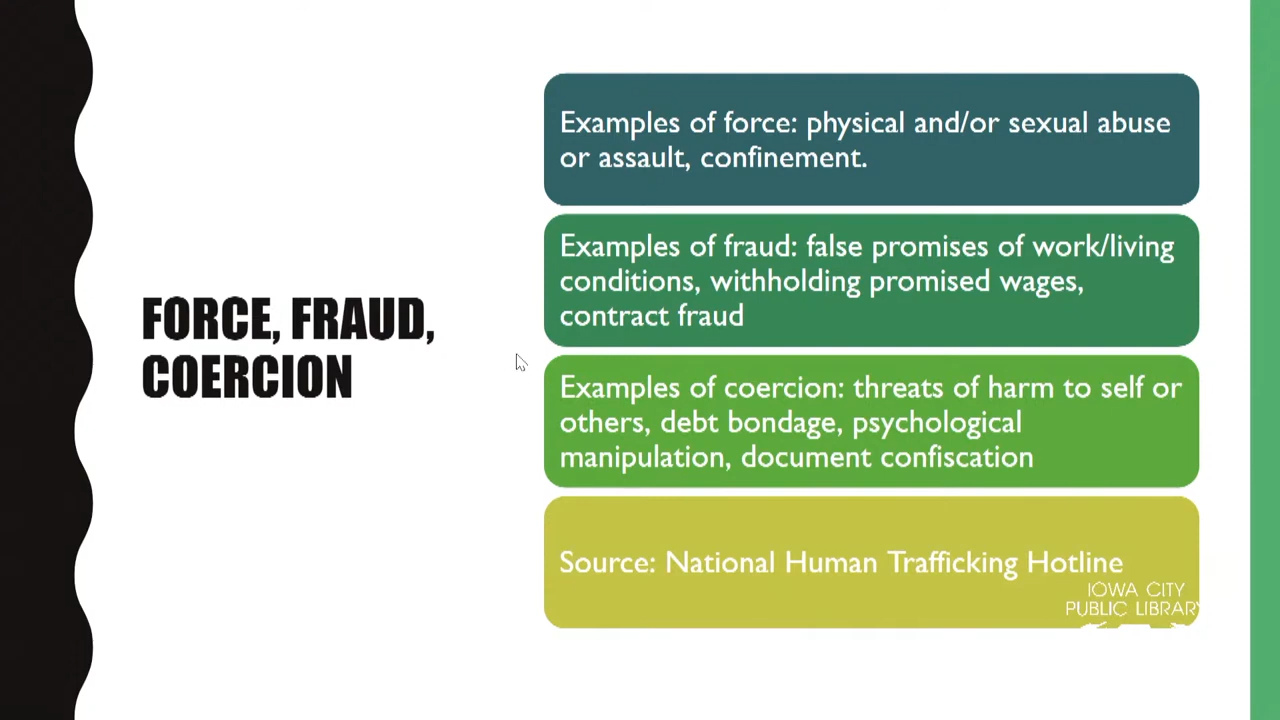 FORCE, FRAUD,
COERCION
Examples of force: physical and/or sexual abuse
or assault, confinement.
Examples of fraud: false promises of work/living
conditions, withholding promised wages,
contract fraud
Examples of coercion: threats of harm to self or
others, debt bondage, psychological
manipulation, document confiscation
Source: National Human Trafficking Hotline
IOWA CITY
PUBLIC LIBRARY